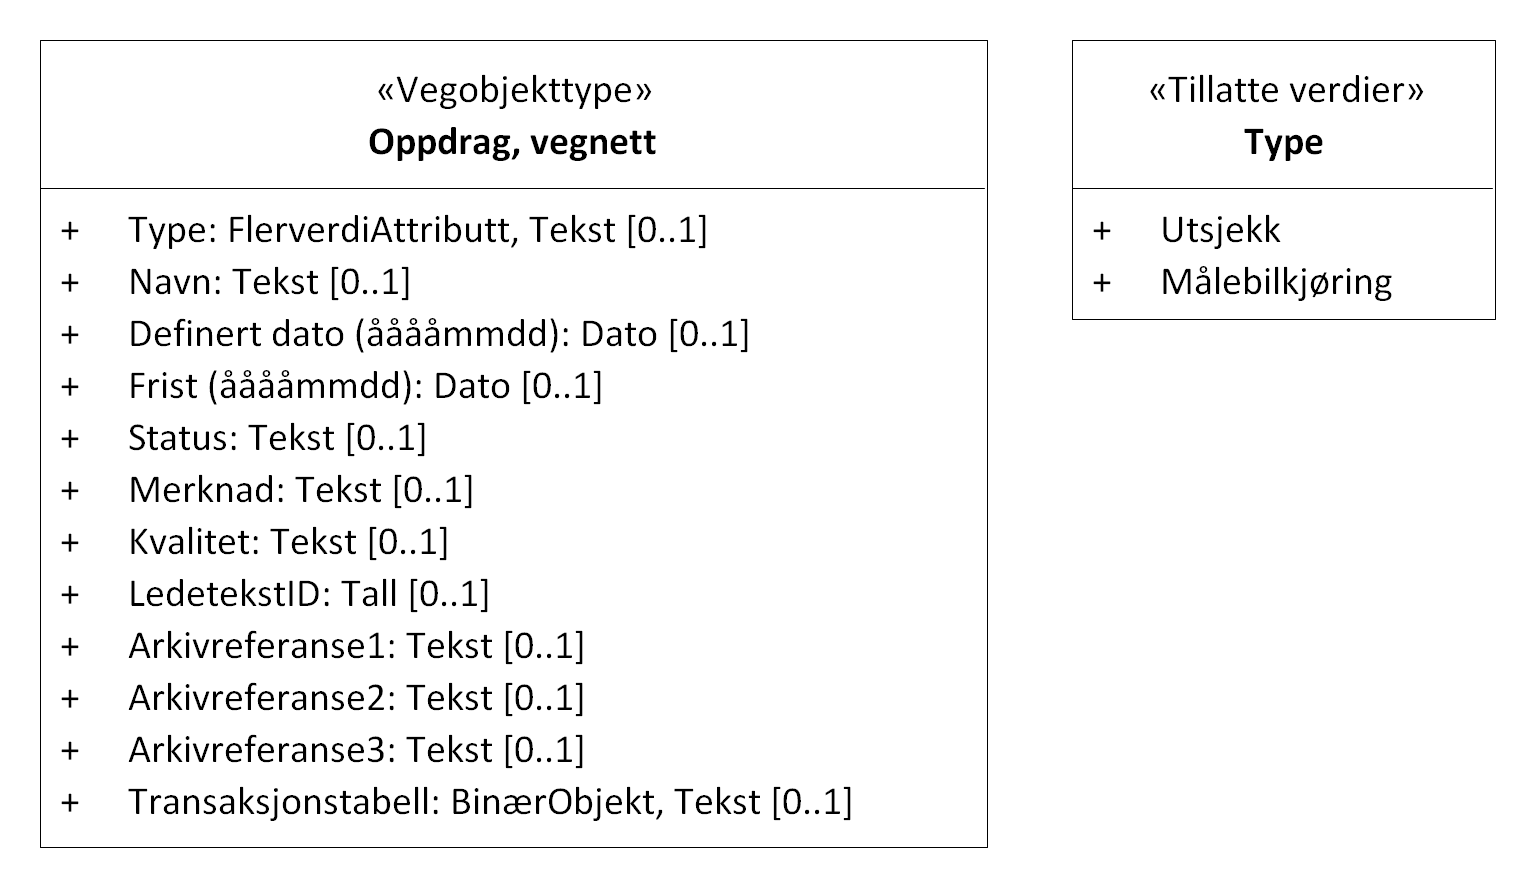 «Vegobjekttype»
Oppdrag, vegnett
+ Type: FlerverdiAttributt, Tekst [0..1]
+ Navn: Tekst [0..1]
+ Definert dato (ååååmmdd): Dato [0..1]
+ Frist (ååååmmdd): Dato [0..1]
+ Status: Tekst [0..1]
+ Merknad: Tekst [0..1]
+ Kvalitet: Tekst [0..1]
+ LedetekstID: Tall [0..1]
+ Arkivreferanse1: Tekst [0..1]
+ Arkivreferanse2: Tekst [0..1]
+ Arkivreferanse3: Tekst [0..1]
+ Transaksjonstabell: BinærObjekt, Tekst [0..1]
«Tillatte verdier»
Type
+ Utsjekk
+ Målebilkjøring